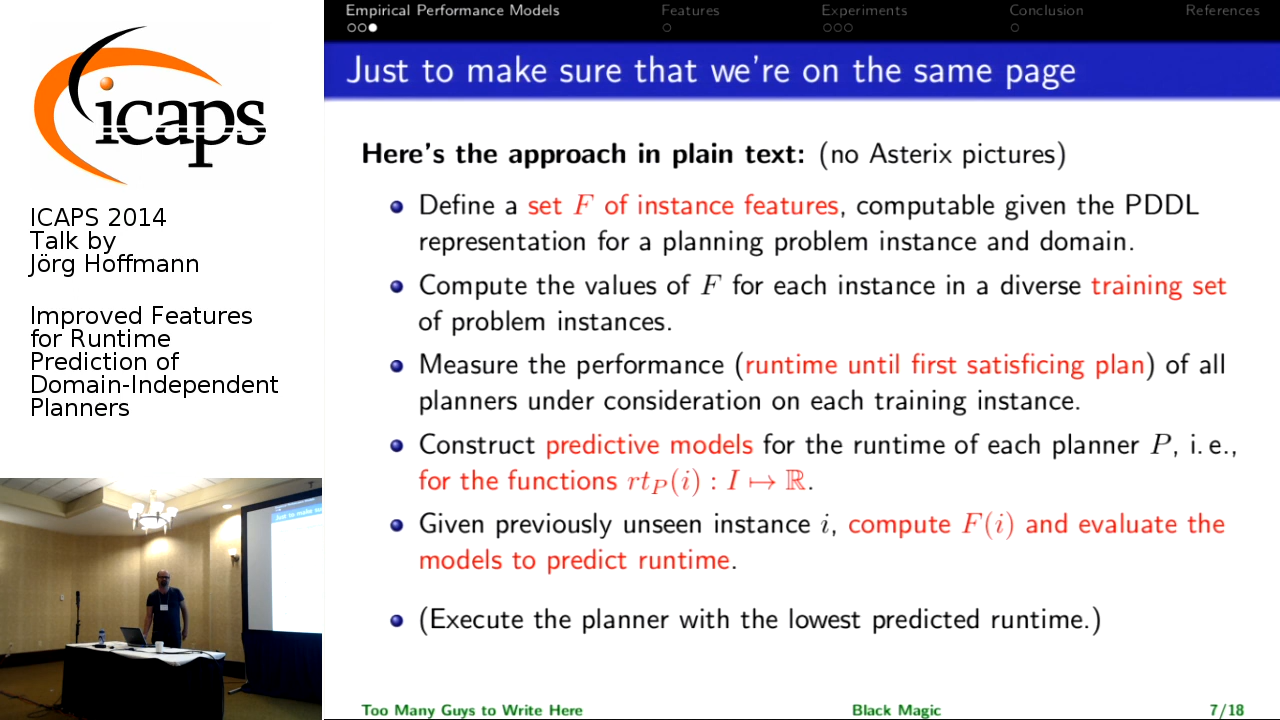 icaps
ICAPS 2014
Talk by
Jörg Hoffmann
Improved Features
for Runtime
Prediction of
Domain-Independent
Planners
Empirical Performance Models
Features
Experiments
Conclusion
References
Just to make sure that we're on the same page
Here's the approach in plain text: (no Asterix pictures)
Define a set F of instance features, computable given the PDDL
representation for a planning problem instance and domain.
Compute the values of F for each instance in a diverse training set
of problem instances.
Measure the performance (runtime until first satisficing plan) of all
planners under consideration on each training instance.
Construct predictive models for the runtime of each planner P, i. e.,
for the functions rt_P(i) : I ↦ ℝ.
Given previously unseen instance i, compute F(i) and evaluate the
models to predict runtime.
(Execute the planner with the lowest predicted runtime.)
Too Many Guys to Write Here
Black Magic
7/18
Just to make su